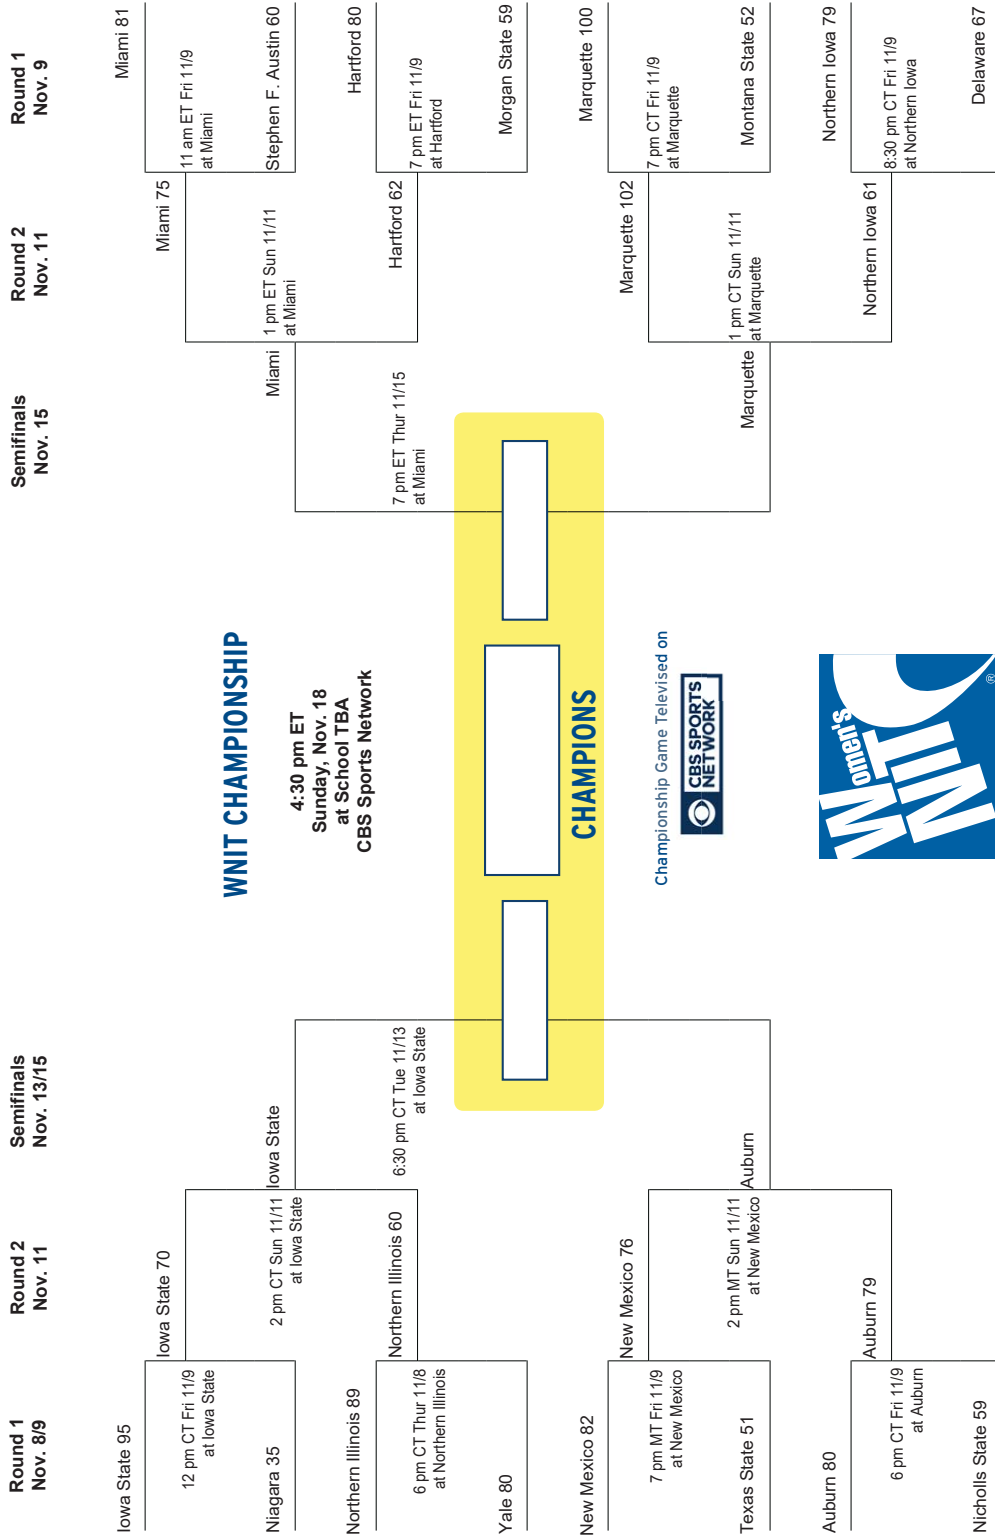 Round 1
Nov. 8/9
Round 2
Nov. 11
Semifinals
Nov. 13/15
Semifinals
Nov. 15
Round 2
Nov. 11
Round 1
Nov. 9
Iowa State 95
12 pm CT Fri 11/9
at Iowa State
Niagara 35
Northern Illinois 89
6 pm CT Thur 11/8
at Northern Illinois
Yale 80
New Mexico 82
7 pm MT Fri 11/9
at New Mexico
Texas State 51
Auburn 80
6 pm CT Fri 11/9
at Auburn
Nicholls State 59
Iowa State 70
2 pm CT Sun 11/11
at Iowa State
Northern Illinois 60
New Mexico 76
2 pm MT Sun 11/11
at New Mexico
Auburn 79
Iowa State
6:30 pm CT Tue 11/13
at Iowa State
Auburn
WNIT CHAMPIONSHIP
4:30 pm ET
Sunday, Nov. 18
at School TBA
CBS Sports Network
CHAMPIONS
Championship Game Televised on
CBS SPORTS
NETWORK
Women's
NIT
®
Miami
7 pm ET Thur 11/15
at Miami
Marquette
Miami 75
1 pm ET Sun 11/11
at Miami
Hartford 62
Marquette 102
1 pm CT Sun 11/11
at Marquette
Northern Iowa 61
Miami 81
11 am ET Fri 11/9
at Miami
Stephen F. Austin 60
Hartford 80
7 pm ET Fri 11/9
at Hartford
Morgan State 59
Marquette 100
7 pm CT Fri 11/9
at Marquette
Montana State 52
Northern Iowa 79
8:30 pm CT Fri 11/9
at Northern Iowa
Delaware 67